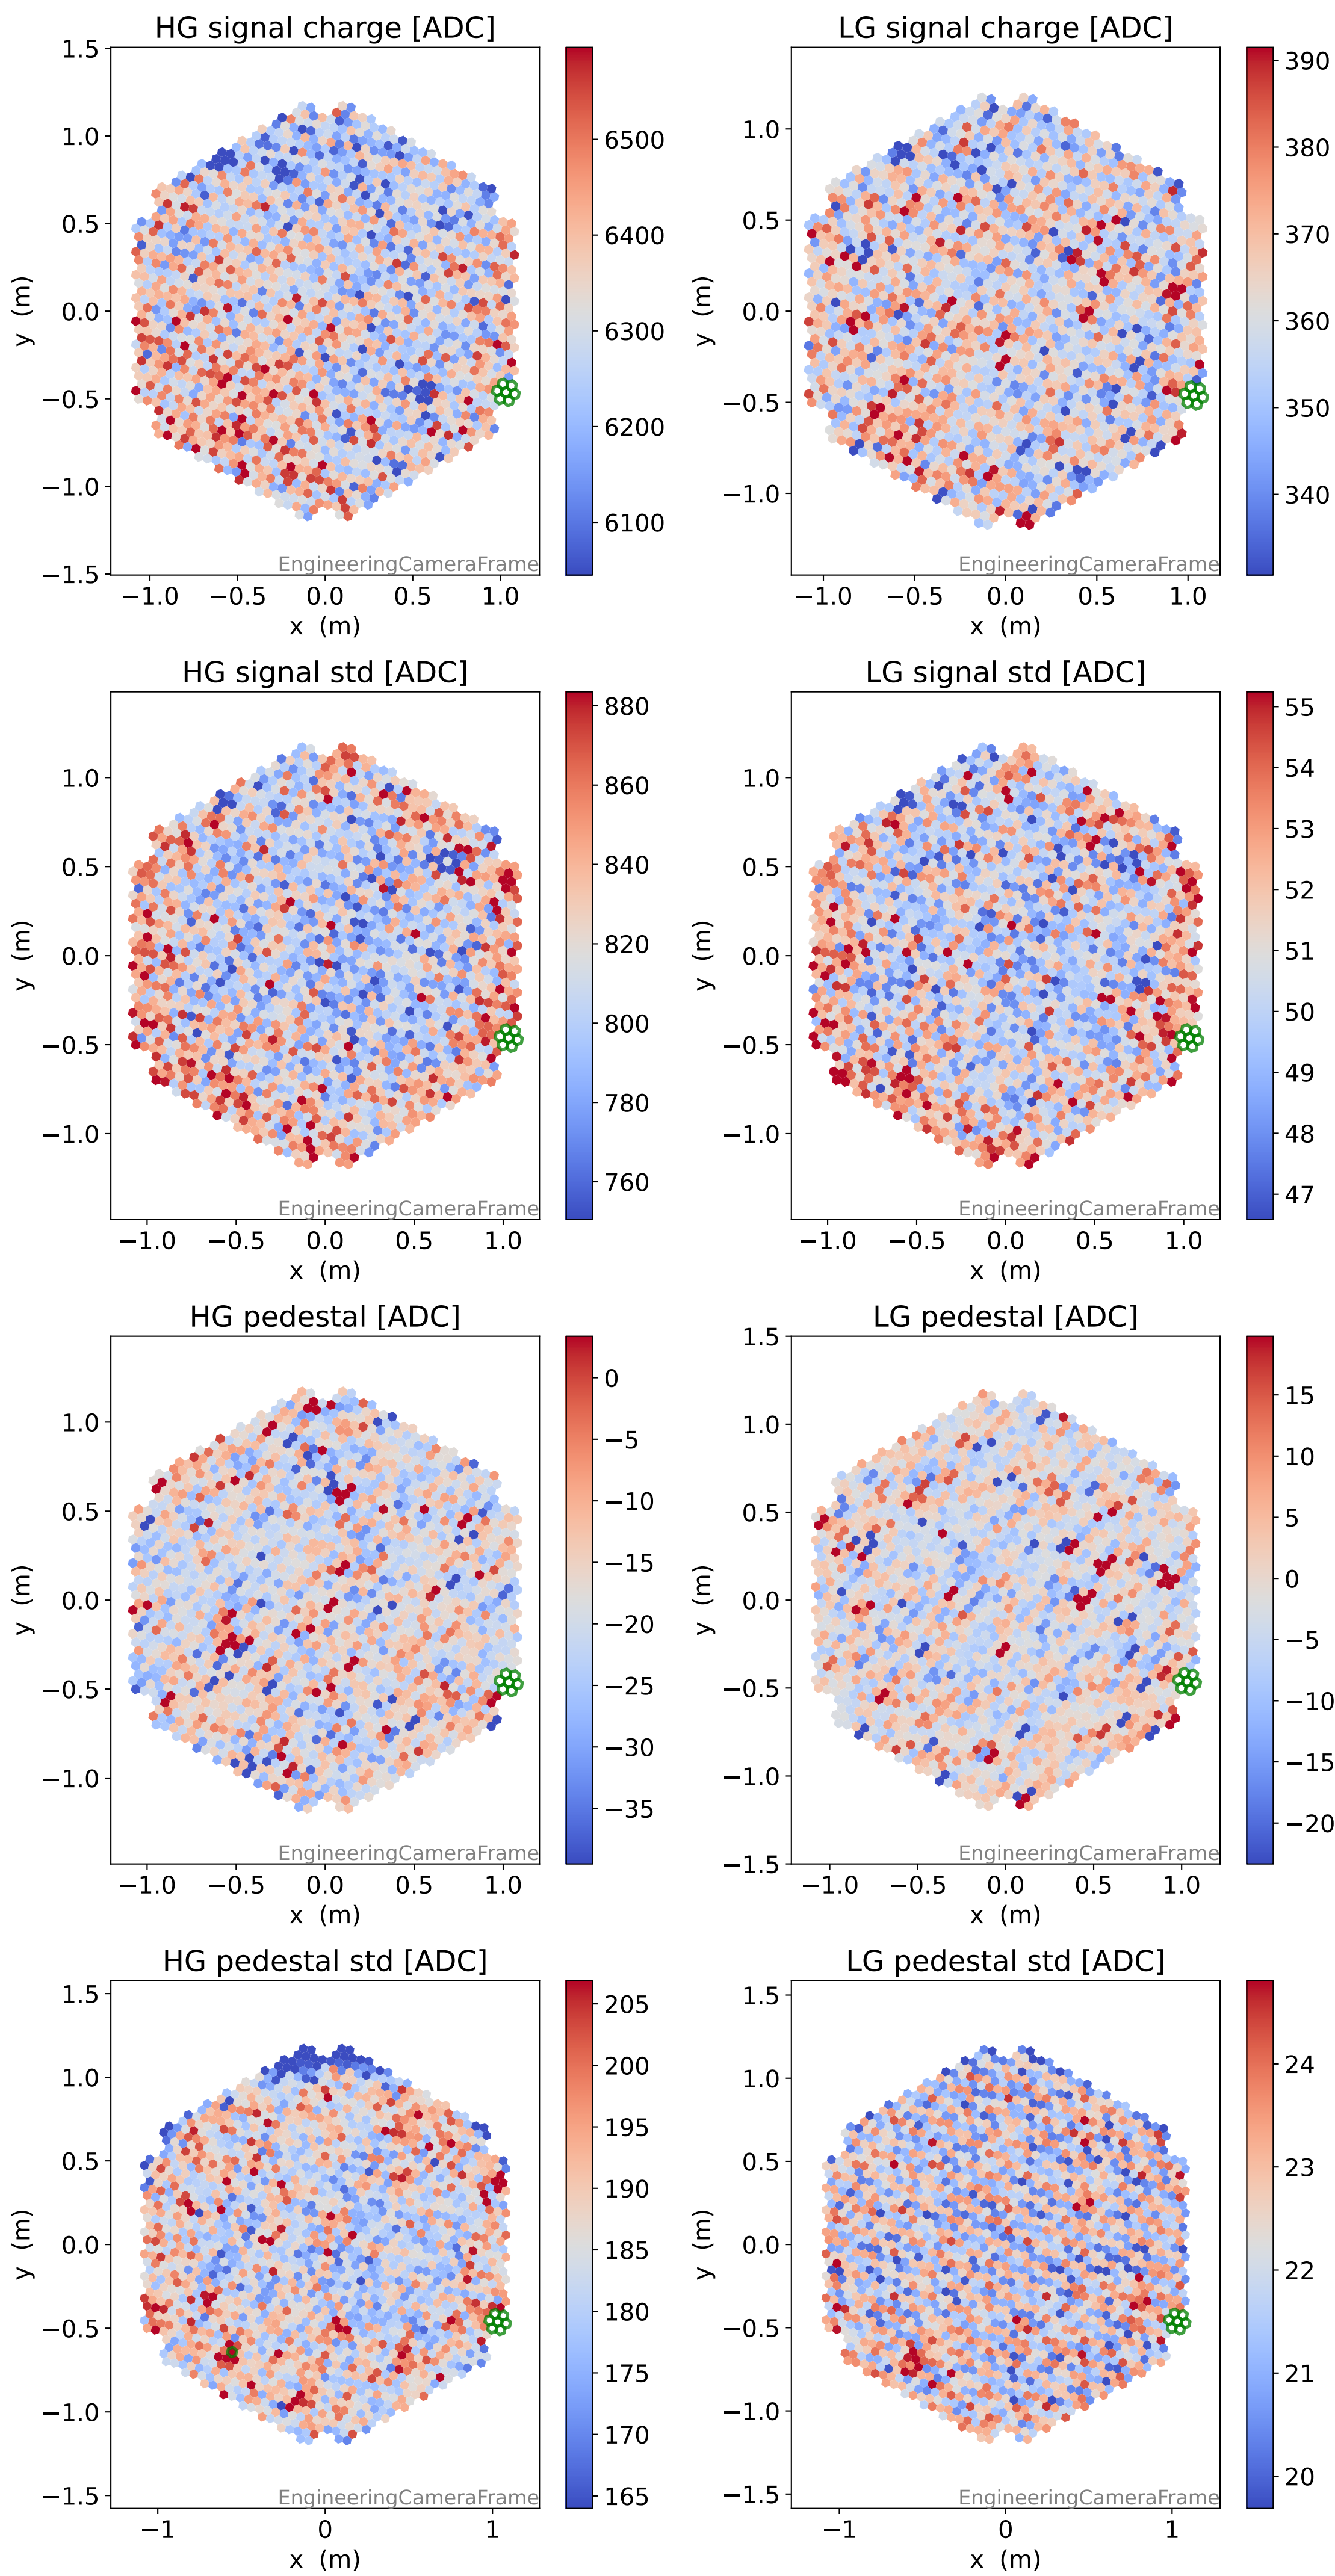 HG signal charge [ADC]
LG signal charge [ADC]
1.5
1.0
0.5
0.0
−0.5
−1.0
−1.5
y (m)
6500
6400
6300
6200
6100
1.0
0.5
0.0
−0.5
−1.0
y (m)
390
380
370
360
350
340
EngineeringCameraFrame
EngineeringCameraFrame
−1.0 −0.5 0.0 0.5 1.0
−1.0 −0.5 0.0 0.5 1.0
x (m)
x (m)
HG signal std [ADC]
LG signal std [ADC]
1.0
0.5
0.0
−0.5
−1.0
y (m)
880
860
840
820
800
780
760
1.0
0.5
0.0
−0.5
−1.0
y (m)
55
54
53
52
51
50
49
48
47
EngineeringCameraFrame
EngineeringCameraFrame
−1.0 −0.5 0.0 0.5 1.0
−1.0 −0.5 0.0 0.5 1.0
x (m)
x (m)
HG pedestal [ADC]
LG pedestal [ADC]
1.0
0.5
0.0
−0.5
−1.0
y (m)
0
−5
−10
−15
−20
−25
−30
−35
1.5
1.0
0.5
0.0
−0.5
−1.0
−1.5
y (m)
15
10
5
0
−5
−10
−15
−20
EngineeringCameraFrame
EngineeringCameraFrame
−1.0 −0.5 0.0 0.5 1.0
−1.0 −0.5 0.0 0.5 1.0
x (m)
x (m)
HG pedestal std [ADC]
LG pedestal std [ADC]
1.5
1.0
0.5
0.0
−0.5
−1.0
−1.5
y (m)
205
200
195
190
185
180
175
170
165
1.5
1.0
0.5
0.0
−0.5
−1.0
−1.5
y (m)
24
23
22
21
20
EngineeringCameraFrame
EngineeringCameraFrame
−1 0 1
−1 0 1
x (m)
x (m)